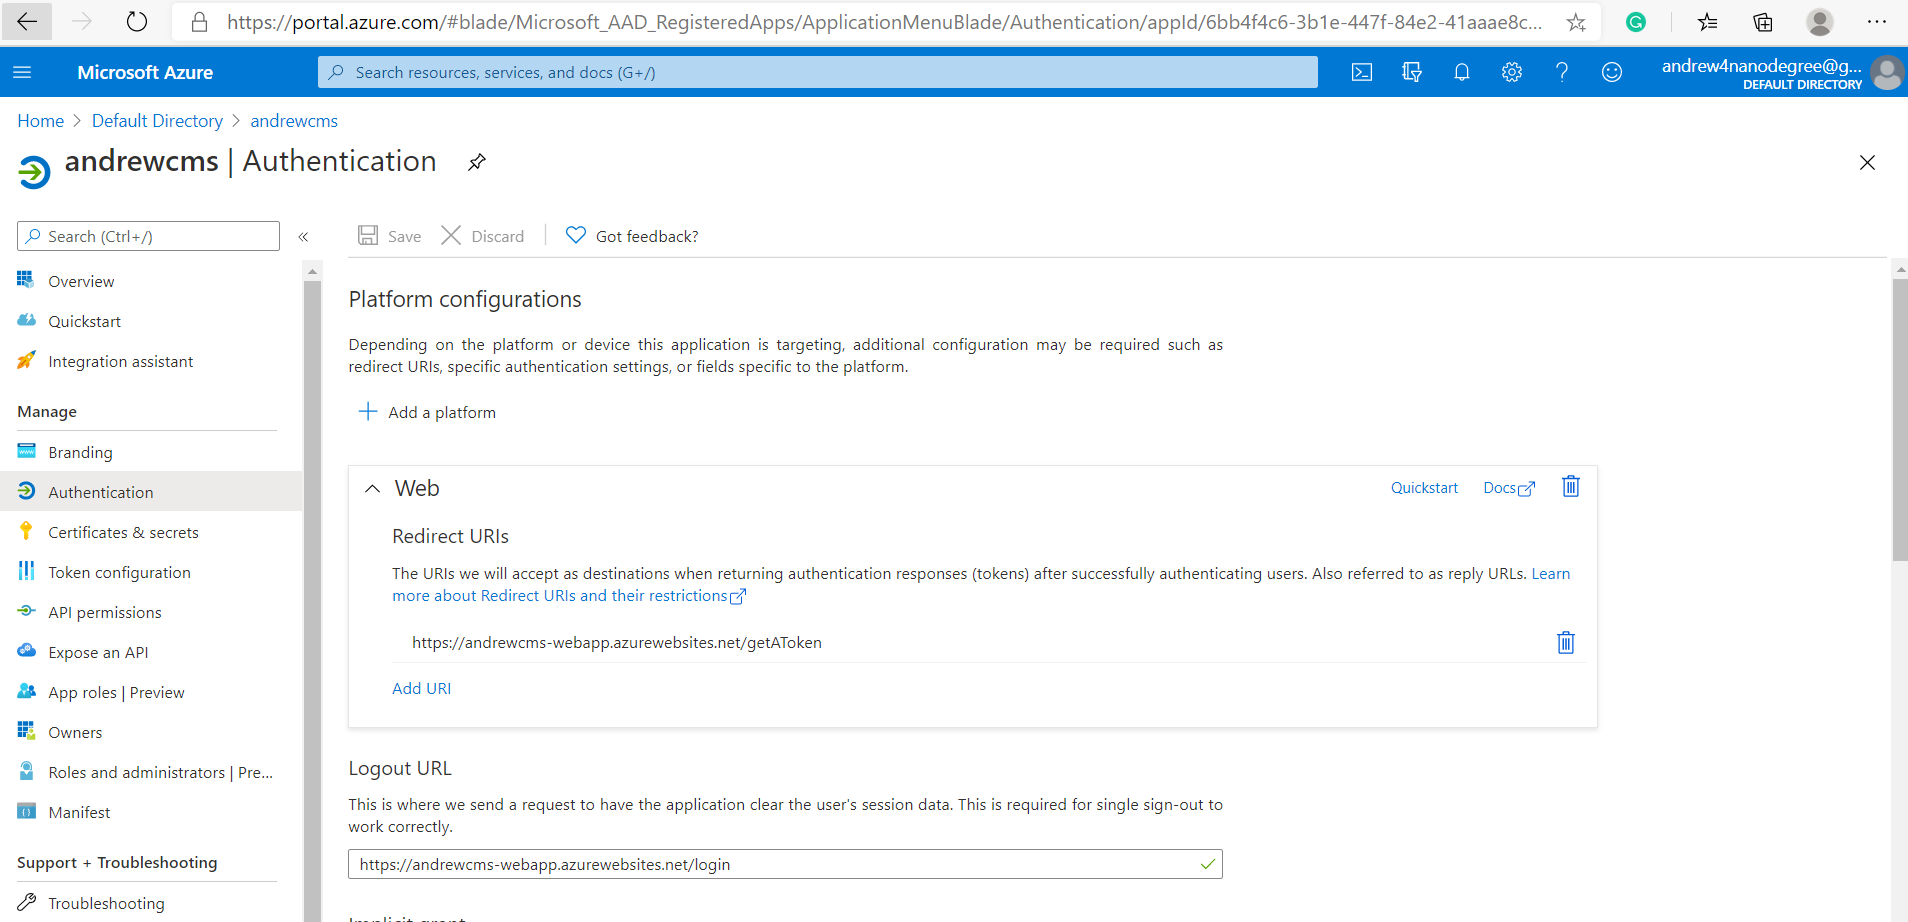 https://portal.azure.com/#blade/Microsoft_AAD_RegisteredApps/ApplicationMenuBlade/Authentication/appId/6bb4f4c6-3b1e-447f-84e2-41aaae8c...
Microsoft Azure
Search resources, services, and docs (G+/)
andrew4nanodegree@g...
DEFAULT DIRECTORY
Home > Default Directory > andrewcms
andrewcms | Authentication
Search (Ctrl+/)
«
Save
Discard
Got feedback?
Overview
Quickstart
Integration assistant
Manage
Branding
Authentication
Certificates & secrets
Token configuration
API permissions
Expose an API
App roles | Preview
Owners
Roles and administrators | Pre...
Manifest
Support + Troubleshooting
Troubleshooting
Platform configurations
Depending on the platform or device this application is targeting, additional configuration may be required such as
redirect URIs, specific authentication settings, or fields specific to the platform.
Add a platform
Web
Quickstart
Docs
Redirect URIs
The URIs we will accept as destinations when returning authentication responses (tokens) after successfully authenticating users. Also referred to as reply URLs. Learn
more about Redirect URIs and their restrictions
https://andrewcms-webapp.azurewebsites.net/getAToken
Add URI
Logout URL
This is where we send a request to have the application clear the user's session data. This is required for single sign-out to
work correctly.
https://andrewcms-webapp.azurewebsites.net/login
Implicit grant